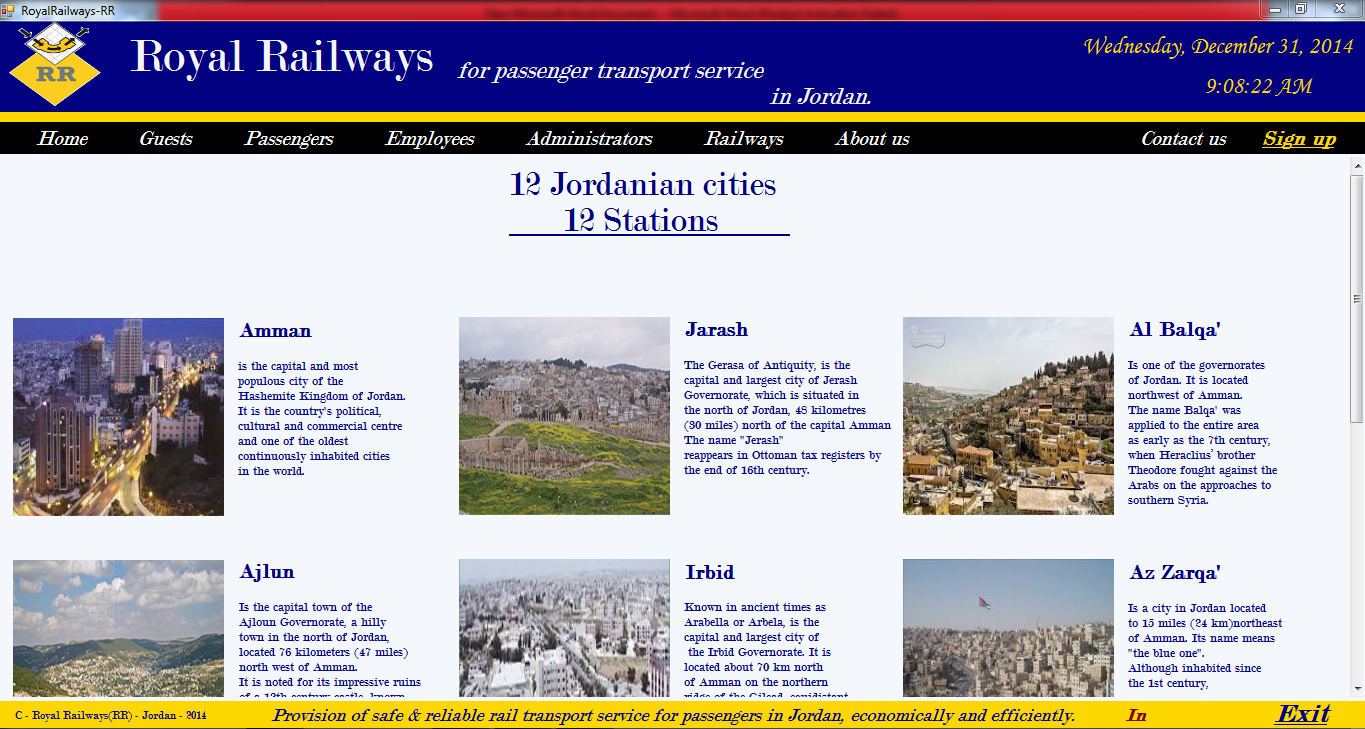 RoyalRailways-RR
RR
Royal Railways
for passenger transport service
in Jordan.
Wednesday, December 31, 2014
9:08:22 AM
Home Guests Passengers Employees Administrators Railways About us Contact us Sign up
12 Jordanian cities
12 Stations
Amman
is the capital and most
populous city of the
Hashemite Kingdom of Jordan.
It is the country's political,
cultural and commercial centre
and one of the oldest
continuously inhabited cities
in the world.
Jarash
The Gerasa of Antiquity, is the
capital and largest city of Jerash
Governorate, which is situated in
the north of Jordan, 48 kilometres
(30 miles) north of the capital Amman
The name "Jerash"
reappears in Ottoman tax registers by
the end of 16th century.
Al Balqa'
Is one of the governorates
of Jordan. It is located
northwest of Amman.
The name Balqa' was
applied to the entire area
as early as the 7th century,
when Heraclius' brother
Theodore fought against the
Arabs on the approaches to
southern Syria.
Ajlun
Is the capital town of the
Ajloun Governorate, a hilly
town in the north of Jordan,
located 76 kilometers (47 miles)
north west of Amman.
It is noted for its impressive ruins
of a 12th century castle, known
Irbid
Known in ancient times as
Arabella or Arbela, is the
capital and largest city of
the Irbid Governorate. It is
located about 70 km north
of Amman on the northern
ridge of the Gilead, equidistant
Az Zarqa'
Is a city in Jordan located
to 15 miles (24 km)northeast
of Amman. Its name means
"the blue one".
Although inhabited since
the 1st century,
C - Royal Railways(RR) - Jordan - 2014
Provision of safe & reliable rail transport service for passengers in Jordan, economically and efficiently.
In
Exit